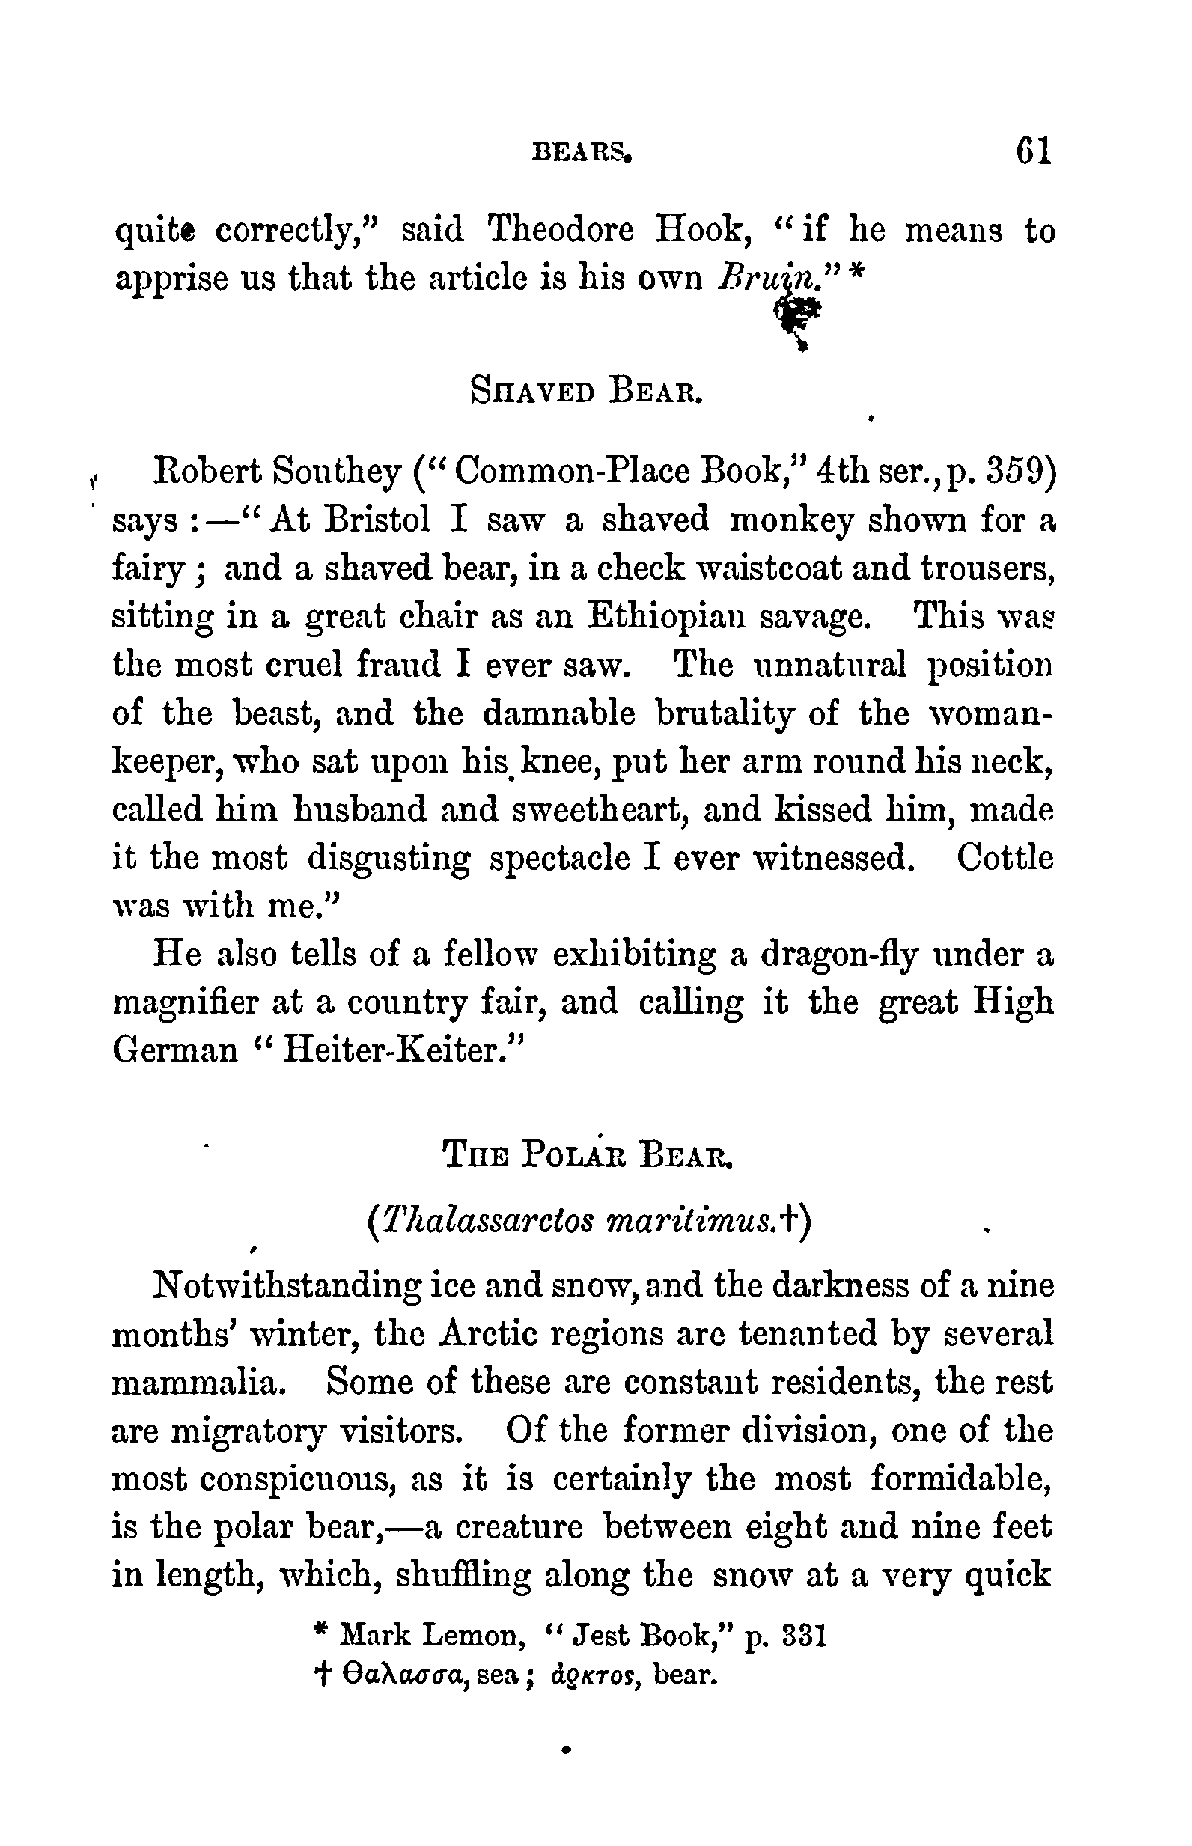 BEARS. 61
quite correctly,” said Theodore Hook, “if he means to
apprise us that the article is his own Bruin.”*
SHAVED BEAR.
Robert Southey (“Common-Place Book,” 4th ser., p. 359)
says :—“At Bristol I saw a shaved monkey shown for a
fairy; and a shaved bear, in a check waistcoat and trousers,
sitting in a great chair as an Ethiopian savage. This was
the most cruel fraud I ever saw. The unnatural position
of the beast, and the damnable brutality of the woman-
keeper, who sat upon his knee, put her arm round his neck,
called him husband and sweetheart, and kissed him, made
it the most disgusting spectacle I ever witnessed. Cottle
was with me.”
He also tells of a fellow exhibiting a dragon-fly under a
magnifier at a country fair, and calling it the great High
German “Heiter-Keiter.”
THE POLAR BEAR.
(Thalassarctos maritimus.†)
Notwithstanding ice and snow, and the darkness of a nine
months’ winter, the Arctic regions are tenanted by several
mammalia. Some of these are constant residents, the rest
are migratory visitors. Of the former division, one of the
most conspicuous, as it is certainly the most formidable,
is the polar bear,—a creature between eight and nine feet
in length, which, shuffling along the snow at a very quick
* Mark Lemon, “Jest Book,” p. 331
† Θαλασσα, sea; ἀρκτος, bear.